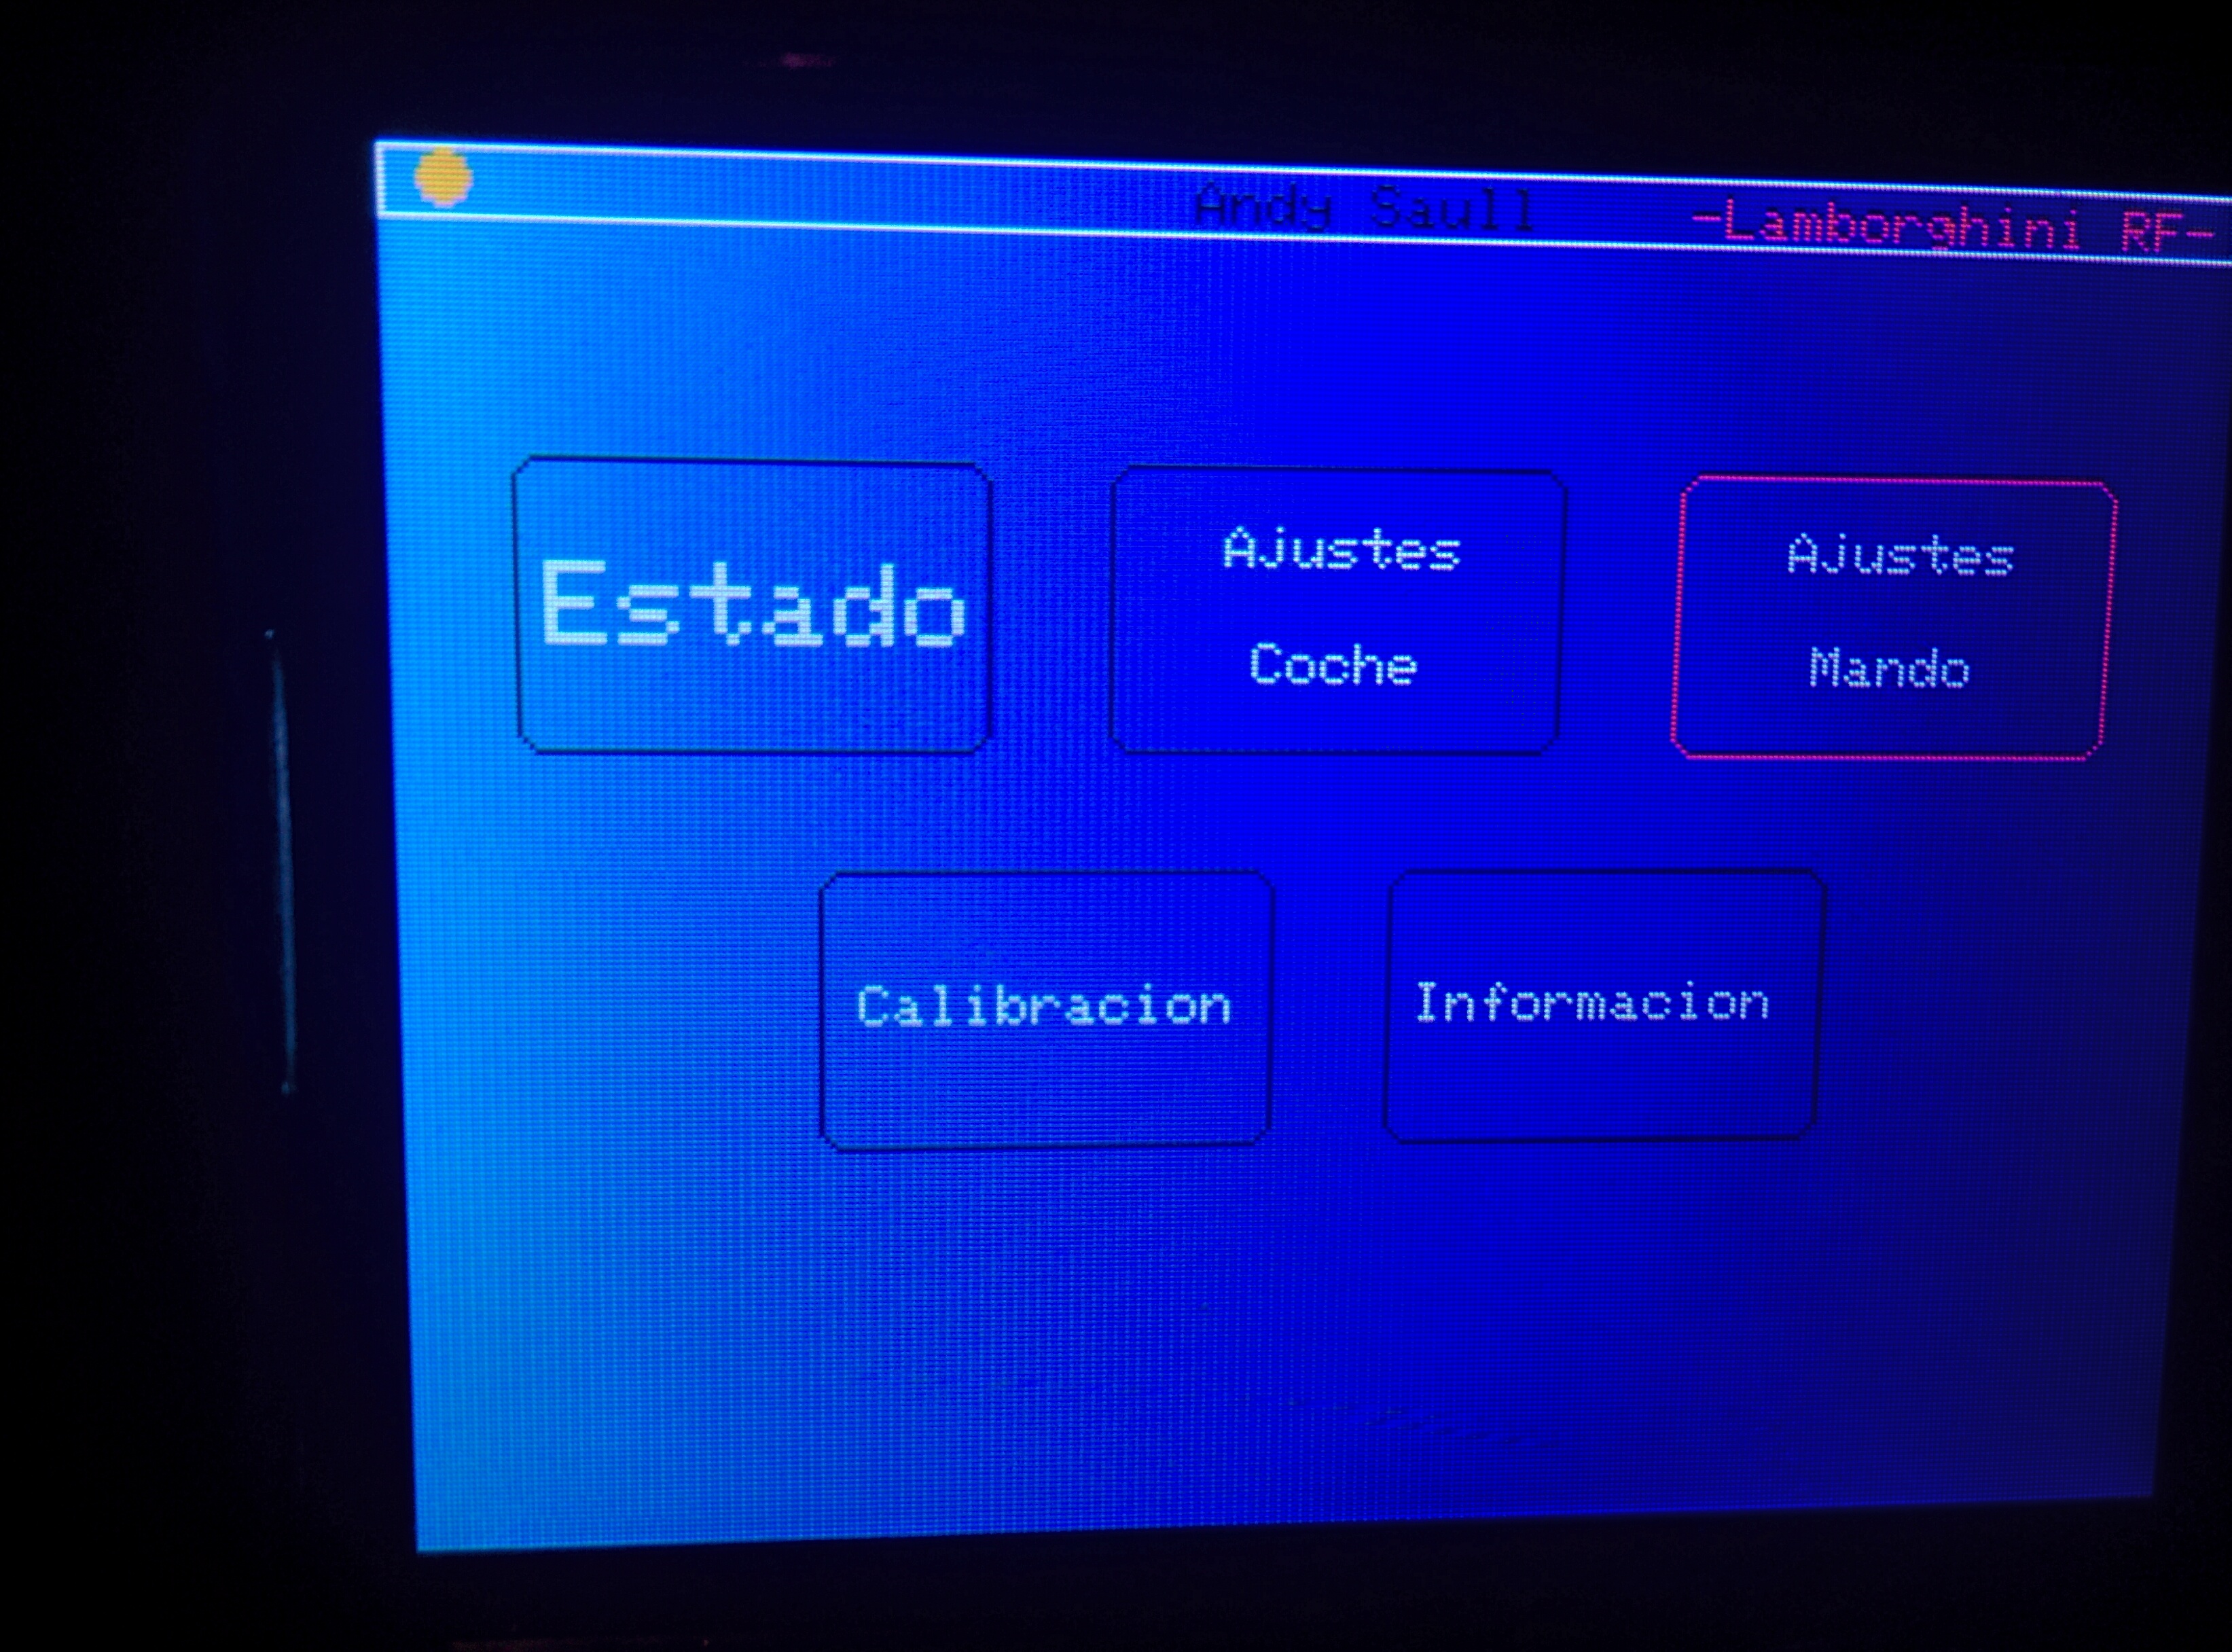 Andy Saull -Lamborghini RF-
Estado
Ajustes
Coche
Ajustes
Mando
Calibracion
Informacion